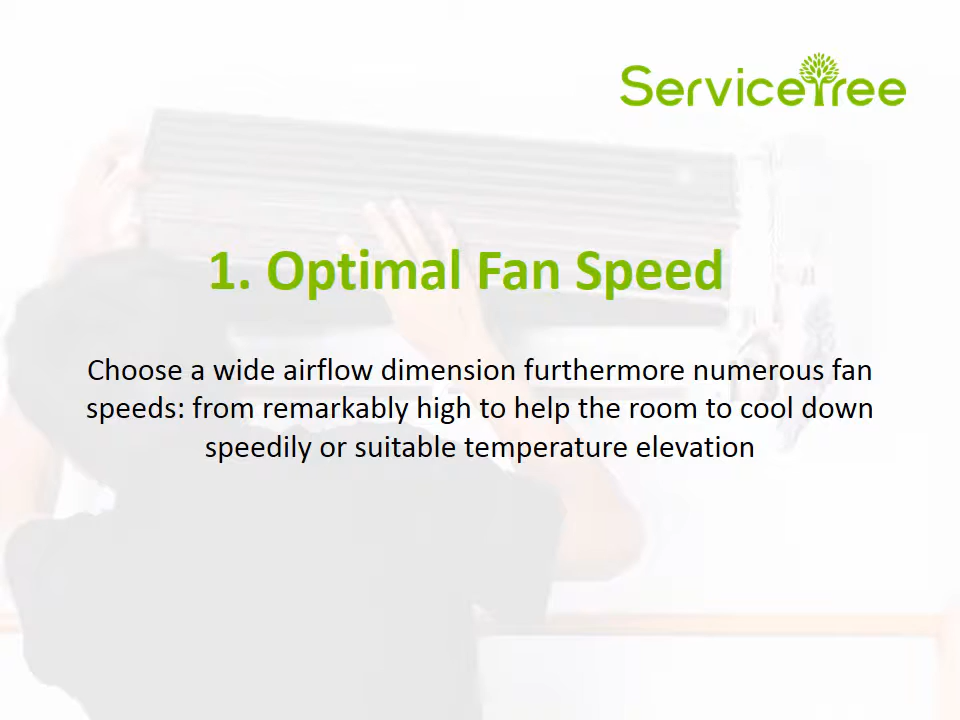 ServiceTree
1. Optimal Fan Speed
Choose a wide airflow dimension furthermore numerous fan
speeds: from remarkably high to help the room to cool down
speedily or suitable temperature elevation